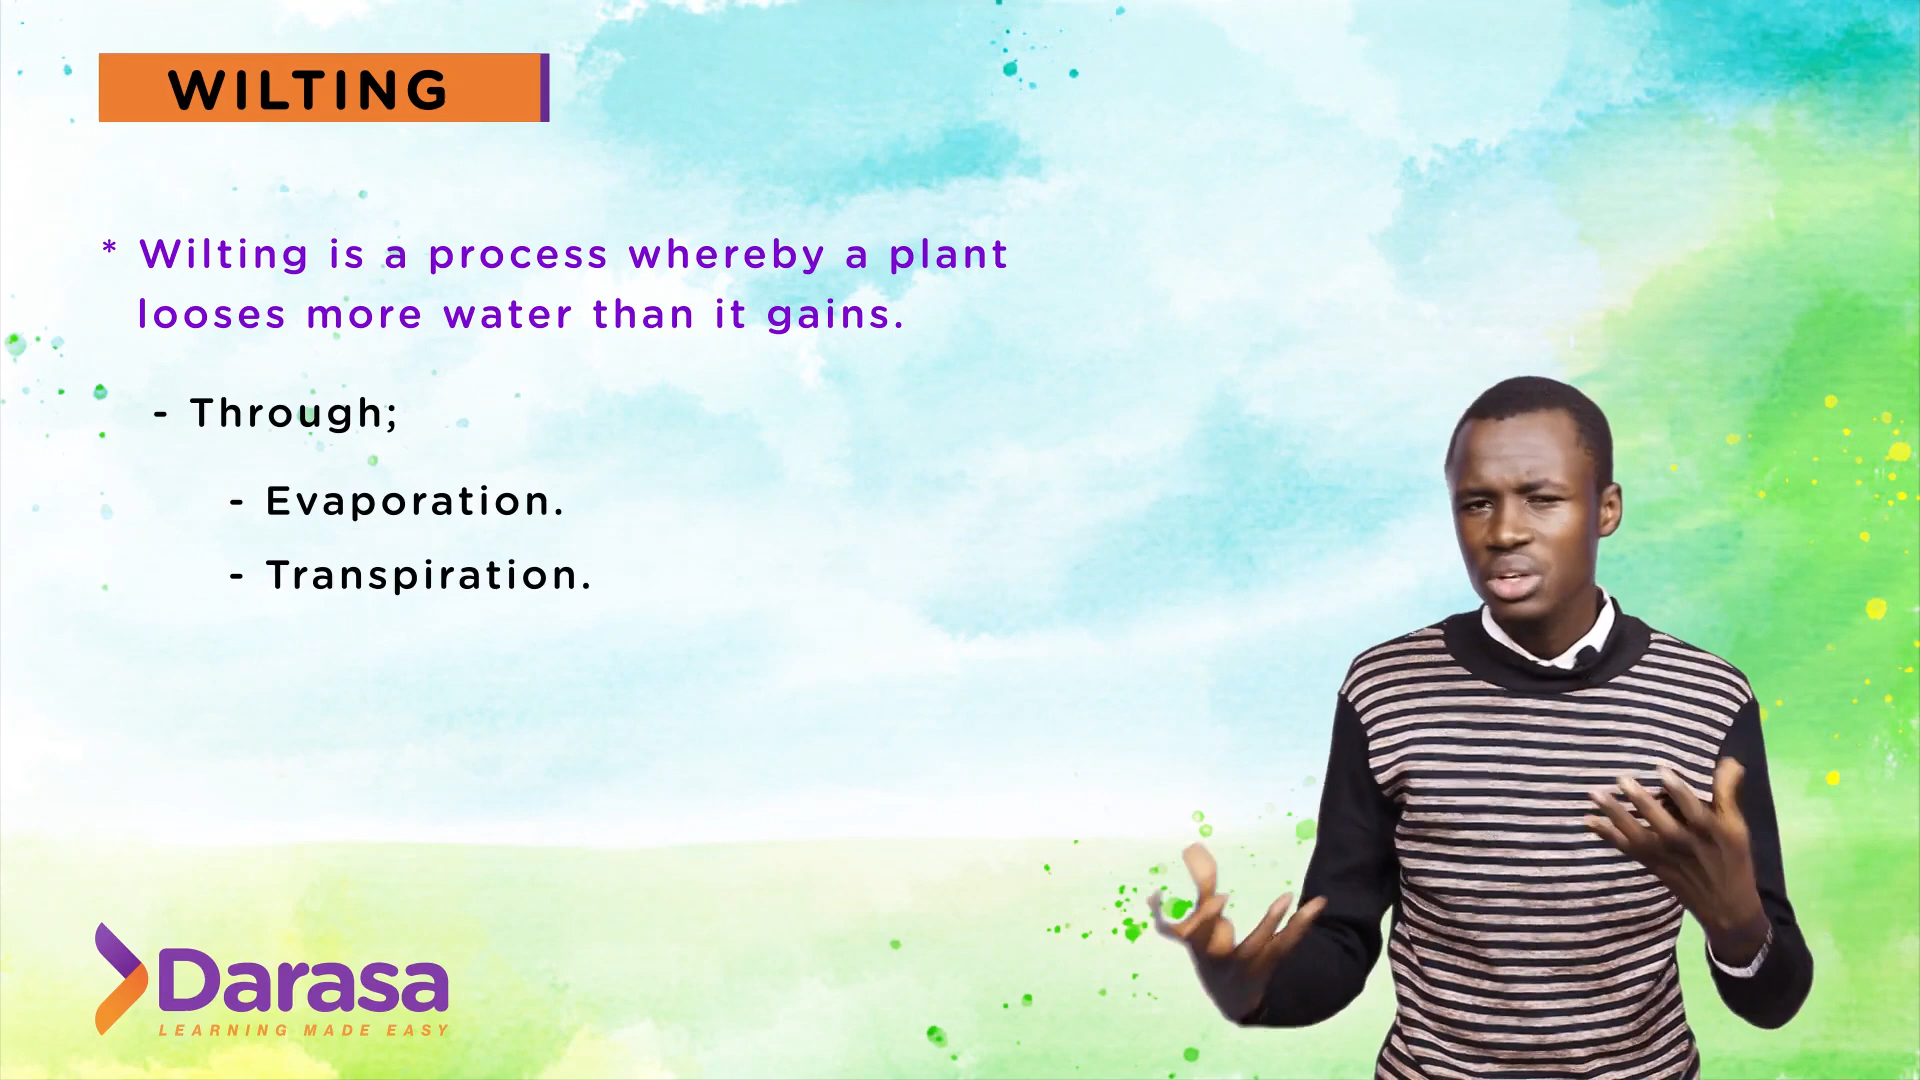 WILTING
* Wilting is a process whereby a plant
looses more water than it gains.
- Through;
- Evaporation.
- Transpiration.
Darasa
LEARNING MADE EASY